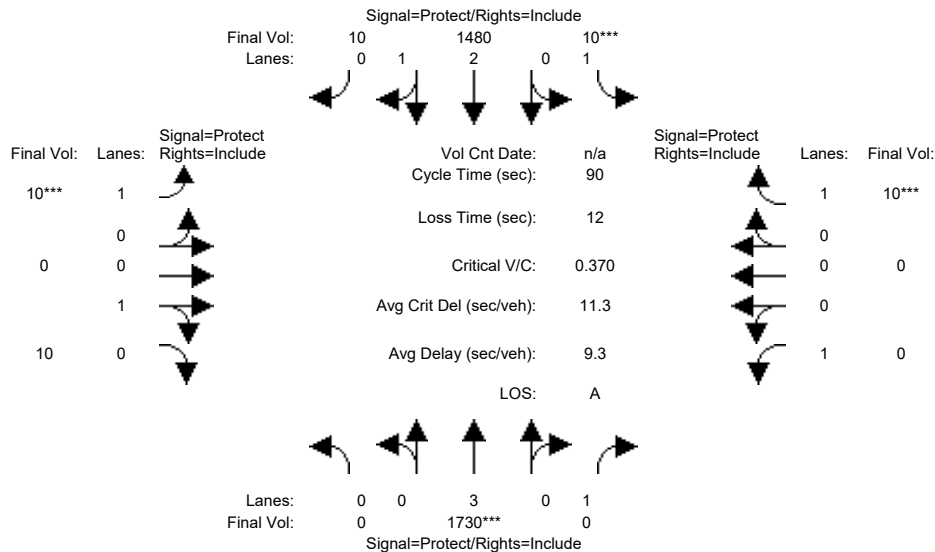 Signal=Protect/Rights=Include
Final Vol: 10 1480 10***
Lanes: 0 1 2 0 1
Signal=Protect
Final Vol: Lanes: Rights=Include
Vol Cnt Date: n/a
Signal=Protect
Rights=Include Lanes: Final Vol:
Cycle Time (sec): 90
10*** 1
1 10***
Loss Time (sec): 12
0
0
0 0
Critical V/C: 0.370
0 0
1
Avg Crit Del (sec/veh): 11.3
0
10 0
Avg Delay (sec/veh): 9.3
1 0
LOS: A
Lanes: 0 0 3 0 1
Final Vol: 0 1730*** 0
Signal=Protect/Rights=Include